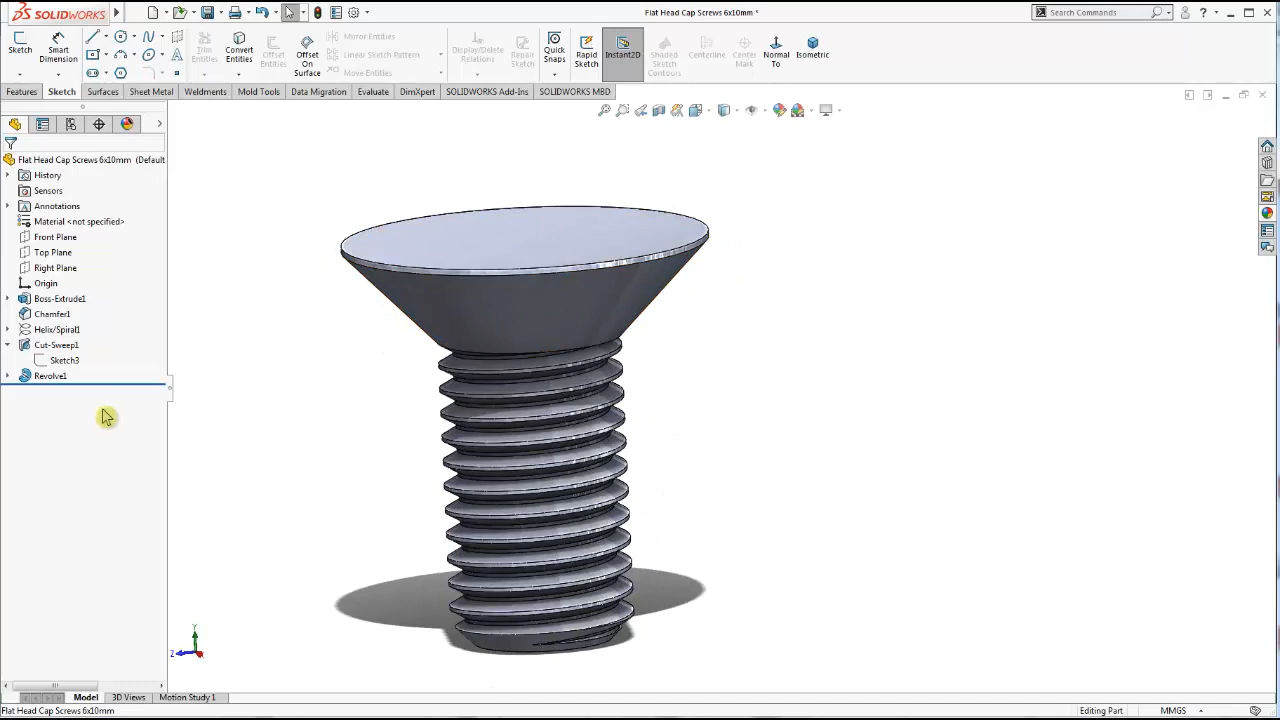 SOLIDWORKS
Flat Head Cap Screws 6x10mm *
Search Commands
Sketch
Smart Dimension
Trim Entities
Convert Entities
Offset Entities
Offset On Surface
Mirror Entities
Linear Sketch Pattern
Move Entities
Display/Delete Relations
Repair Sketch
Quick Snaps
Rapid Sketch
Instant2D
Shaded Sketch Contours
Centerline
Center Mark
Normal To
Isometric
Features
Sketch
Surfaces
Sheet Metal
Weldments
Mold Tools
Data Migration
Evaluate
DimXpert
SOLIDWORKS Add-Ins
SOLIDWORKS MBD
Flat Head Cap Screws 6x10mm (Default
History
Sensors
Annotations
Material <not specified>
Front Plane
Top Plane
Right Plane
Origin
Boss-Extrude1
Chamfer1
Helix/Spiral1
Cut-Sweep1
Sketch3
Revolve1
Y
Z
Model
3D Views
Motion Study 1
Flat Head Cap Screws 6x10mm
Editing Part
MMGS